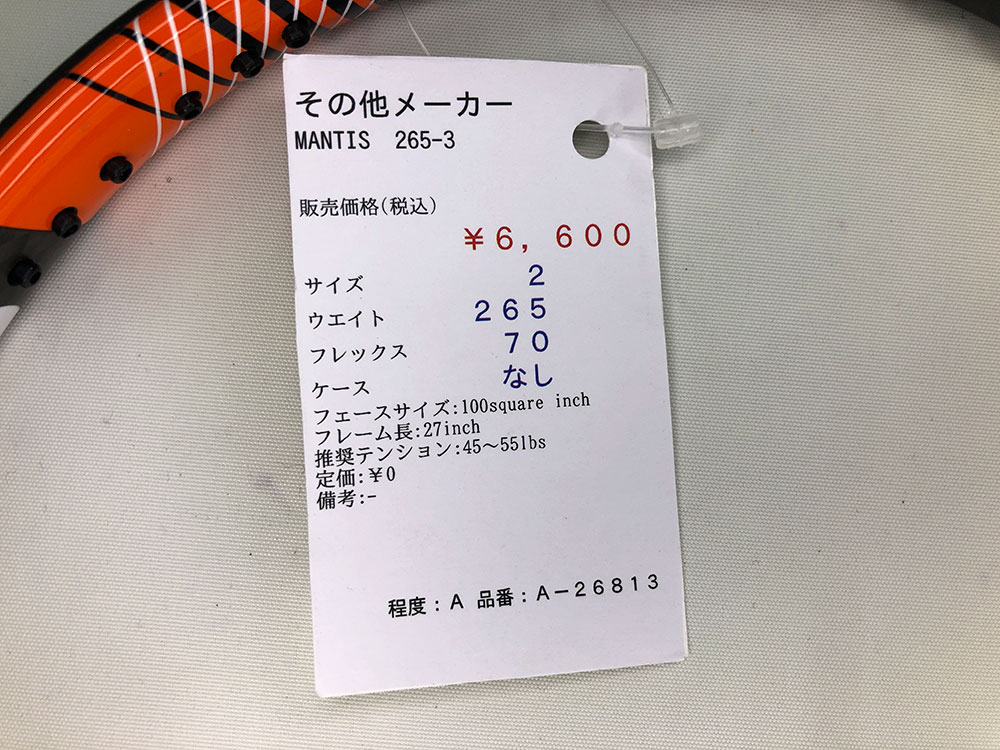 その他メーカー
MANTIS 265-3
販売価格(税込)
¥6,600
サイズ 2
ウエイト 265
フレックス 70
ケース なし
フェースサイズ:100square inch
フレーム長:27inch
推奨テンション:45～55lbs
定価:¥0
備考:-
程度:A 品番:A-26813